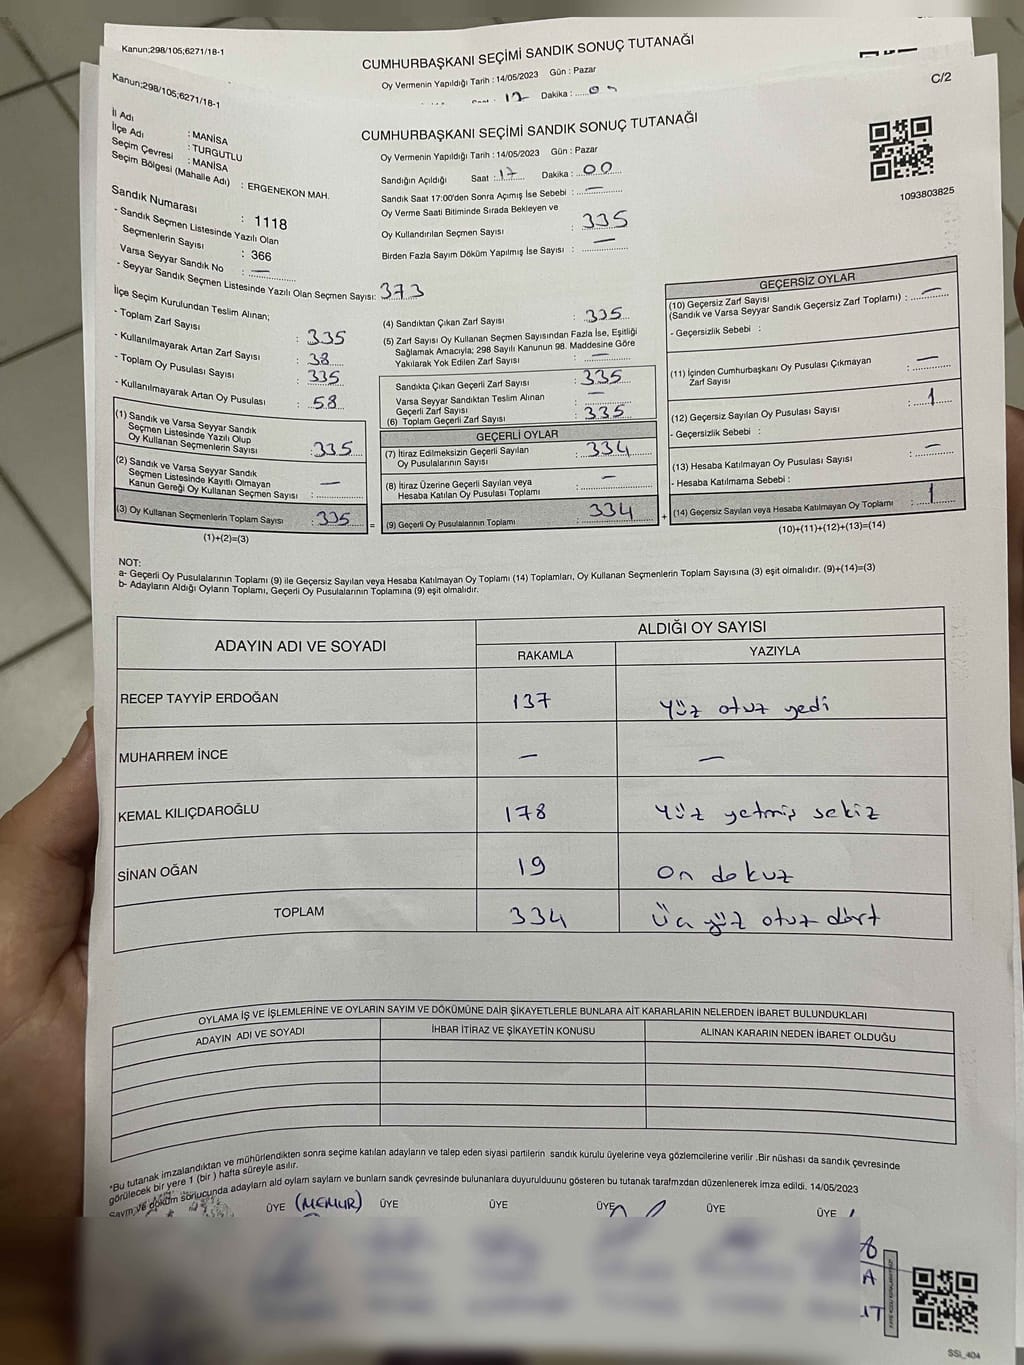 Kanun;298/105;6271/18-1
CUMHURBAŞKANI SEÇİMİ SANDIK SONUÇ TUTANAĞI
Oy Vermenin Yapıldığı Tarih : 14/05/2023 Gün : Pazar
17 Dakika :
Kanun;298/105;6271/18-1
C/2
CUMHURBAŞKANI SEÇİMİ SANDIK SONUÇ TUTANAĞI
İl Adı : MANİSA
İlçe Adı : TURGUTLU
Seçim Çevresi : MANİSA
Seçim Bölgesi (Mahalle Adı) : ERGENEKON MAH.
Sandık Numarası : 1118
- Sandık Seçmen Listesinde Yazılı Olan
Seçmenlerin Sayısı : 366
Varsa Seyyar Sandık No : —
- Seyyar Sandık Seçmen Listesinde Yazılı Olan Seçmen Sayısı: 373
Oy Vermenin Yapıldığı Tarih : 14/05/2023 Gün : Pazar
Sandığın Açıldığı Saat : 17 Dakika : 00
Sandık Saat 17:00'den Sonra Açımış İse Sebebi : —
Oy Verme Saati Bitiminde Sırada Bekleyen ve
Oy Kullandırılan Seçmen Sayısı : 335
Birden Fazla Sayım Döküm Yapılmış İse Sayısı : —
1093803825
İlçe Seçim Kurulundan Teslim Alınan;
- Toplam Zarf Sayısı : 335
- Kullanılmayarak Artan Zarf Sayısı : 38
- Toplam Oy Pusulası Sayısı : 335
- Kullanılmayarak Artan Oy Pusulası : 58
(1) Sandık ve Varsa Seyyar Sandık
Seçmen Listesinde Yazılı Olup
Oy Kullanan Seçmenlerin Sayısı : 335
(2) Sandık ve Varsa Seyyar Sandık
Seçmen Listesinde Kayıtlı Olmayan
Kanun Gereği Oy Kullanan Seçmen Sayısı : —
(3) Oy Kullanan Seçmenlerin Toplam Sayısı : 335
(1)+(2)=(3)
=
(4) Sandıktan Çıkan Zarf Sayısı : 335
(5) Zarf Sayısı Oy Kullanan Seçmen Sayısından Fazla İse, Eşitliği
Sağlamak Amacıyla; 298 Sayılı Kanunun 98. Maddesine Göre
Yakılarak Yok Edilen Zarf Sayısı : —
Sandıkta Çıkan Geçerli Zarf Sayısı : 335
Varsa Seyyar Sandıktan Teslim Alınan
Geçerli Zarf Sayısı : —
(6) Toplam Geçerli Zarf Sayısı : 335
GEÇERLİ OYLAR
(7) İtiraz Edilmeksizin Geçerli Sayılan
Oy Pusulalarının Sayısı : 334
(8) İtiraz Üzerine Geçerli Sayılan veya
Hesaba Katılan Oy Pusulası Toplamı : —
(9) Geçerli Oy Pusulalarının Toplamı : 334
+
GEÇERSİZ OYLAR
(10) Geçersiz Zarf Sayısı
(Sandık ve Varsa Seyyar Sandık Geçersiz Zarf Toplamı) : —
- Geçersizlik Sebebi :
(11) İçinden Cumhurbaşkanı Oy Pusulası Çıkmayan
Zarf Sayısı : —
(12) Geçersiz Sayılan Oy Pusulası Sayısı : 1
- Geçersizlik Sebebi :
(13) Hesaba Katılmayan Oy Pusulası Sayısı : —
- Hesaba Katılmama Sebebi :
(14) Geçersiz Sayılan veya Hesaba Katılmayan Oy Toplamı : 1
(10)+(11)+(12)+(13)=(14)
NOT:
a- Geçerli Oy Pusulalarının Toplamı (9) ile Geçersiz Sayılan veya Hesaba Katılmayan Oy Toplamı (14) Toplamları, Oy Kullanan Seçmenlerin Toplam Sayısına (3) eşit olmalıdır. (9)+(14)=(3)
b- Adayların Aldığı Oyların Toplamı, Geçerli Oy Pusulalarının Toplamına (9) eşit olmalıdır.
ADAYIN ADI VE SOYADI ALDIĞI OY SAYISI
RAKAMLA YAZIYLA
RECEP TAYYİP ERDOĞAN 137 Yüz otuz yedi
MUHARREM İNCE — —
KEMAL KILIÇDAROĞLU 178 Yüz yetmiş sekiz
SİNAN OĞAN 19 on dokuz
TOPLAM 334 Üç yüz otuz dört
OYLAMA İŞ VE İŞLEMLERİNE VE OYLARIN SAYIM VE DÖKÜMÜNE DAİR ŞİKAYETLERLE BUNLARA AİT KARARLARIN NELERDEN İBARET BULUNDUKLARI
ADAYIN ADI VE SOYADI İHBAR İTİRAZ VE ŞİKAYETİN KONUSU ALINAN KARARIN NEDEN İBARET OLDUĞU
*Bu tutanak imzalandıktan ve mühürlendikten sonra seçime katılan adayların ve talep eden siyasi partilerin sandık kurulu üyelerine veya gözlemcilerine verilir .Bir nüshası da sandık çevresinde
görülecek bir yere 1 (bir ) hafta süreyle asılır.
Sayım ve döküm sonucunda adayların ald oyların sayların ve bunların sandk çevresinde bulunanlara duyurulduunu gösteren bu tutanak tarafmzdan düzenlenerek imza edildi. 14/05/2023
ÜYE (MEMUR) ÜYE ÜYE ÜYE ÜYE ÜYE
SSi_404